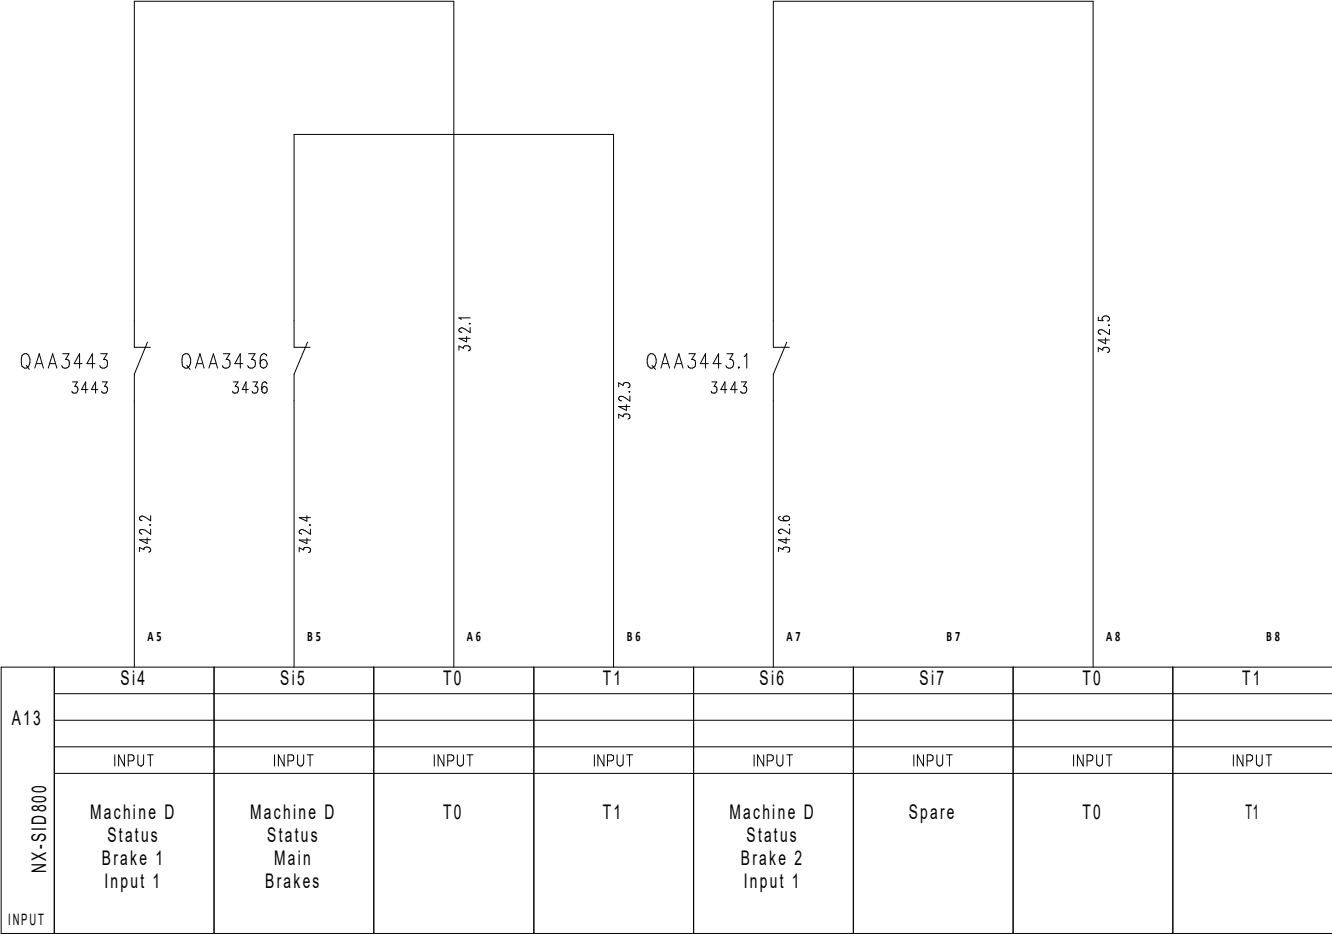 342.1
342.5
QAA3443
3443
QAA3436
3436
342.3
QAA3443.1
3443
342.2
342.4
342.6
A5
B5
A6
B6
A7
B7
A8
B8
A13
Si4
Si5
T0
T1
Si6
Si7
T0
T1
INPUT
INPUT
INPUT
INPUT
INPUT
INPUT
INPUT
INPUT
NX-SID800
INPUT
Machine D
Status
Brake 1
Input 1
Machine D
Status
Main
Brakes
T0
T1
Machine D
Status
Brake 2
Input 1
Spare
T0
T1